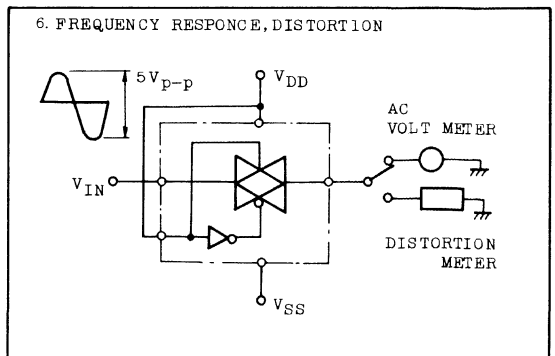 6. FREQUENCY RESPONCE, DISTORTION
5Vp-p
VDD
AC
VOLT METER
VIN
DISTORTION
METER
VSS